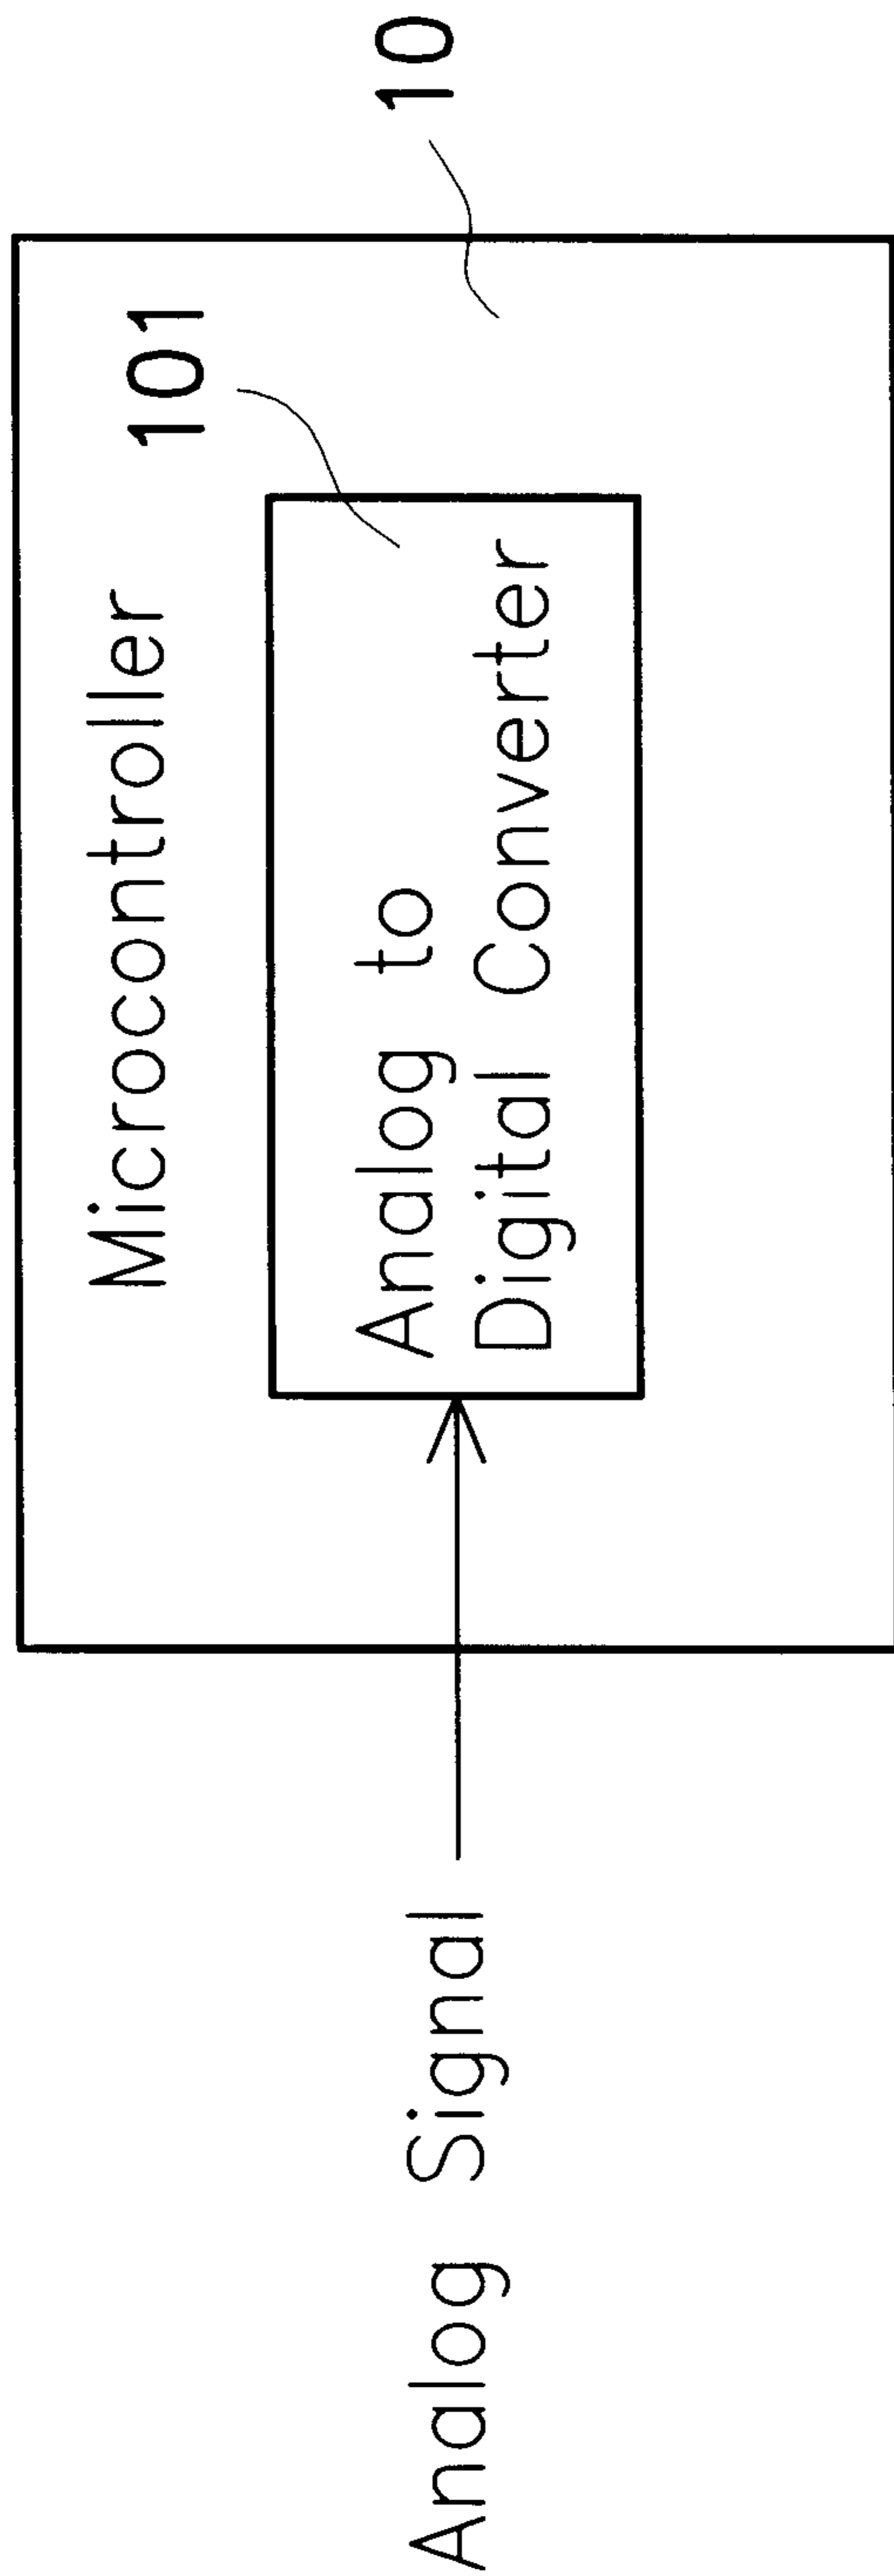 10
Microcontroller
101
Analog to
Digital Converter
Analog Signal